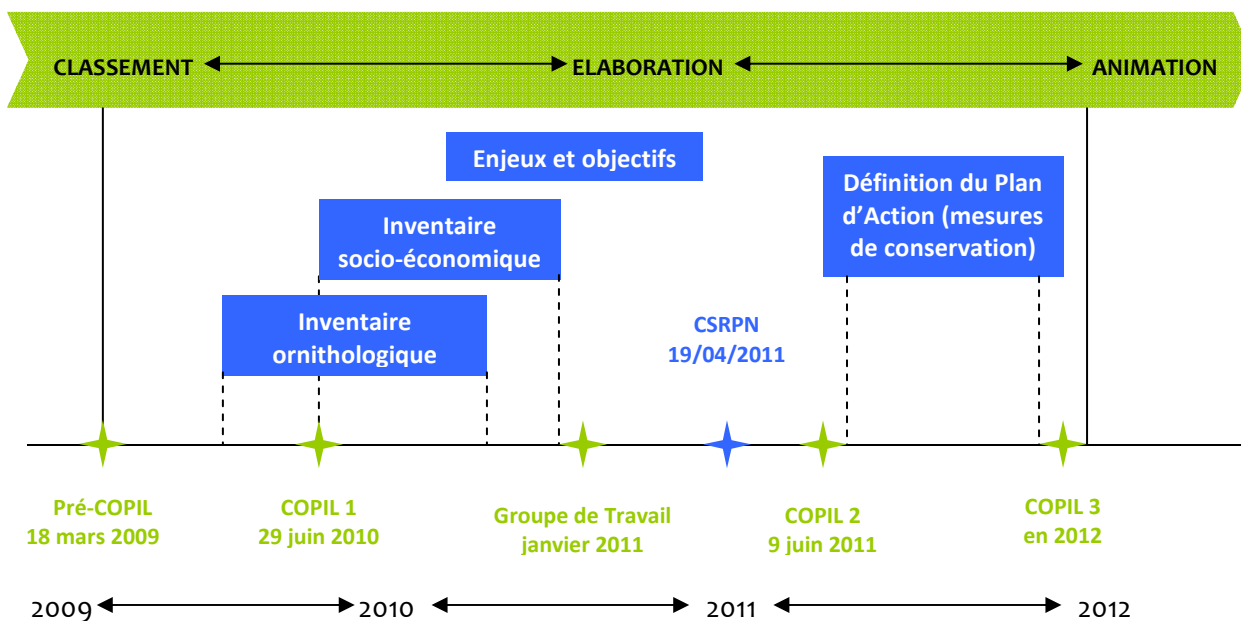 CLASSEMENT ELABORATION ANIMATION
Enjeux et objectifs
Définition du Plan
d'Action (mesures
de conservation)
Inventaire
socio-économique
Inventaire
ornithologique
CSRPN
19/04/2011
Pré-COPIL
18 mars 2009
COPIL 1
29 juin 2010
Groupe de Travail
janvier 2011
COPIL 2
9 juin 2011
COPIL 3
en 2012
2009 2010 2011 2012